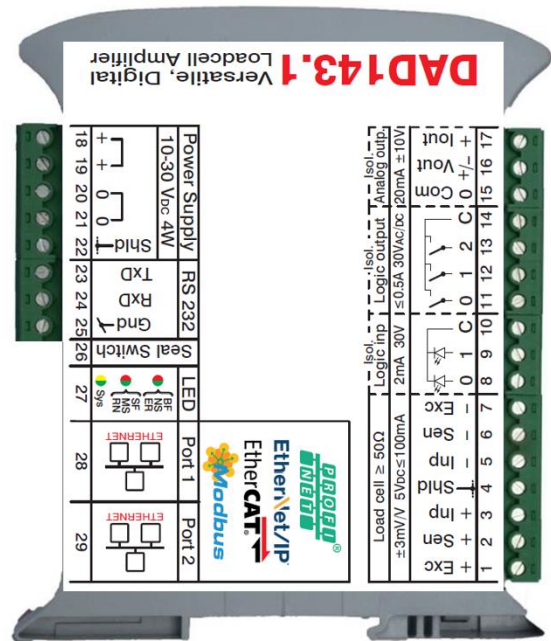 DAD143.1 Versatile, Digital
Loadcell Amplifier
Isol.
Analog outp.
20mA ±10V
Iout + 17
Vout +/− 16
Com 0 15
Isol.
Logic output
≤0.5A 30VAC/DC
C 14
2 13
1 12
0 11
Isol.
Logic inp
2mA 30V
C 10
1 9
0 8
Load cell ≥ 50Ω
±3mV/V 5VDC≤100mA
Exc − 7
Sen − 6
Inp − 5
Shld 4
Inp + 3
Sen + 2
Exc + 1
Power Supply
10-30 VDC 4W
18 +
19 +
20 0
21 0
22 Shld
RS 232
23 TxD
24 RxD
25 Gnd
26 Seal Switch
27 LED
Sys
RN
MS
SF
ER
NS
BF
28 Port 1
ETHERNET
29 Port 2
ETHERNET
PROFI
NET®
EtherNet/IP
EtherCAT®
Modbus